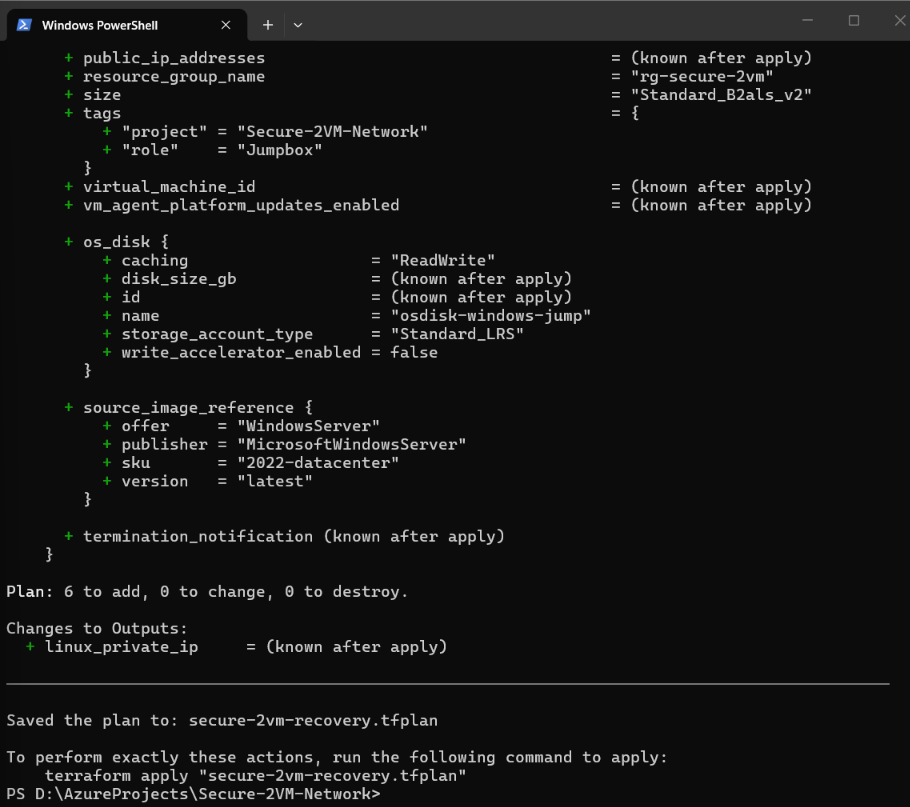 Windows PowerShell
+ public_ip_addresses = (known after apply)
+ resource_group_name = "rg-secure-2vm"
+ size = "Standard_B2als_v2"
+ tags = {
+ "project" = "Secure-2VM-Network"
+ "role" = "Jumpbox"
}
+ virtual_machine_id = (known after apply)
+ vm_agent_platform_updates_enabled = (known after apply)
+ os_disk {
+ caching = "ReadWrite"
+ disk_size_gb = (known after apply)
+ id = (known after apply)
+ name = "osdisk-windows-jump"
+ storage_account_type = "Standard_LRS"
+ write_accelerator_enabled = false
}
+ source_image_reference {
+ offer = "WindowsServer"
+ publisher = "MicrosoftWindowsServer"
+ sku = "2022-datacenter"
+ version = "latest"
}
+ termination_notification (known after apply)
}
Plan: 6 to add, 0 to change, 0 to destroy.
Changes to Outputs:
+ linux_private_ip = (known after apply)
Saved the plan to: secure-2vm-recovery.tfplan
To perform exactly these actions, run the following command to apply:
terraform apply "secure-2vm-recovery.tfplan"
PS D:\AzureProjects\Secure-2VM-Network>